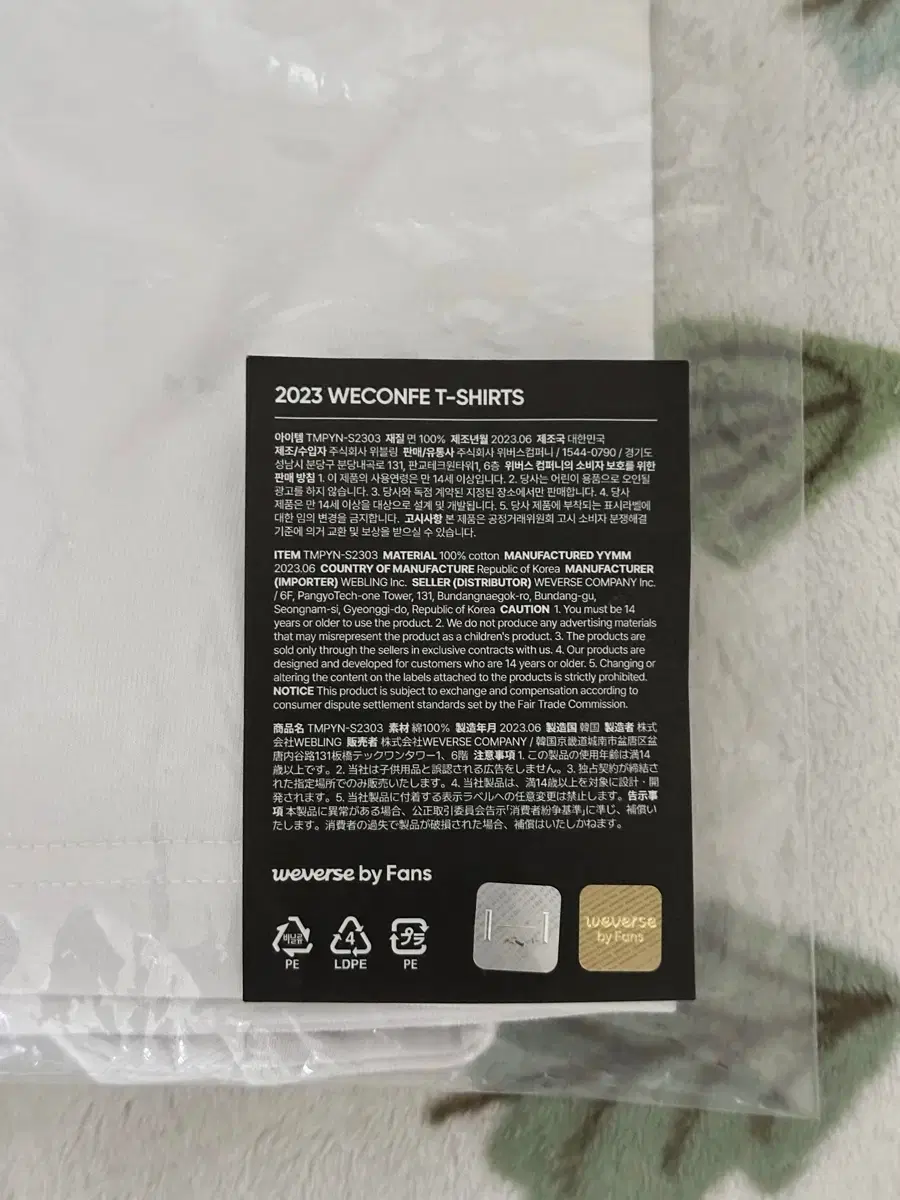 2023 WECONFE T-SHIRTS
아이템 TMPYN-S2303 재질 면 100% 제조년월 2023.06 제조국 대한민국
제조/수입자 주식회사 위블링 판매/유통사 주식회사 위버스컴퍼니 / 1544-0790 / 경기도
성남시 분당구 분당내곡로 131, 판교테크원타워1, 6층 위버스 컴퍼니의 소비자 보호를 위한
판매 방침 1. 이 제품의 사용연령은 만 14세 이상입니다. 2. 당사는 어린이 용품으로 오인될
광고를 하지 않습니다. 3. 당사와 독점 계약된 지정된 장소에서만 판매합니다. 4. 당사
제품은 만 14세 이상을 대상으로 설계 및 개발됩니다. 5. 당사 제품에 부착되는 표시라벨에
대한 임의 변경을 금지합니다. 고시사항 본 제품은 공정거래위원회 고시 소비자 분쟁해결
기준에 의거 교환 및 보상을 받으실 수 있습니다.
ITEM TMPYN-S2303 MATERIAL 100% cotton MANUFACTURED YYMM
2023.06 COUNTRY OF MANUFACTURE Republic of Korea MANUFACTURER
(IMPORTER) WEBLING Inc. SELLER (DISTRIBUTOR) WEVERSE COMPANY Inc.
/ 6F, PangyoTech-one Tower, 131, Bundangnaegok-ro, Bundang-gu,
Seongnam-si, Gyeonggi-do, Republic of Korea CAUTION 1. You must be 14
years or older to use the product. 2. We do not produce any advertising materials
that may misrepresent the product as a children's product. 3. The products are
sold only through the sellers in exclusive contracts with us. 4. Our products are
designed and developed for customers who are 14 years or older. 5. Changing or
altering the content on the labels attached to the products is strictly prohibited.
NOTICE This product is subject to exchange and compensation according to
consumer dispute settlement standards set by the Fair Trade Commission.
商品名 TMPYN-S2303 素材 綿100% 製造年月 2023.06 製造国 韓国 製造者 株式
会社WEBLING 販売者 株式会社WEVERSE COMPANY / 韓国京畿道城南市盆唐区盆
唐内谷路131板橋テックワンタワー1、6階 注意事項 1. この製品の使用年齢は満14
歳以上です。2. 当社は子供用品と誤認される広告をしません。3. 独占契約が締結さ
れた指定場所でのみ販売いたします。4. 当社製品は、満14歳以上を対象に設計・開
発されます。5. 当社製品に付着する表示ラベルへの任意変更は禁止します。告示事
項 本製品に異常がある場合、公正取引委員会告示「消費者紛争基準」に準じ、補償い
たします。消費者の過失で製品が破損された場合、補償はいたしかねます。
weverse by Fans
비닐류 4 プラ
PE LDPE PE
weverse
by Fans